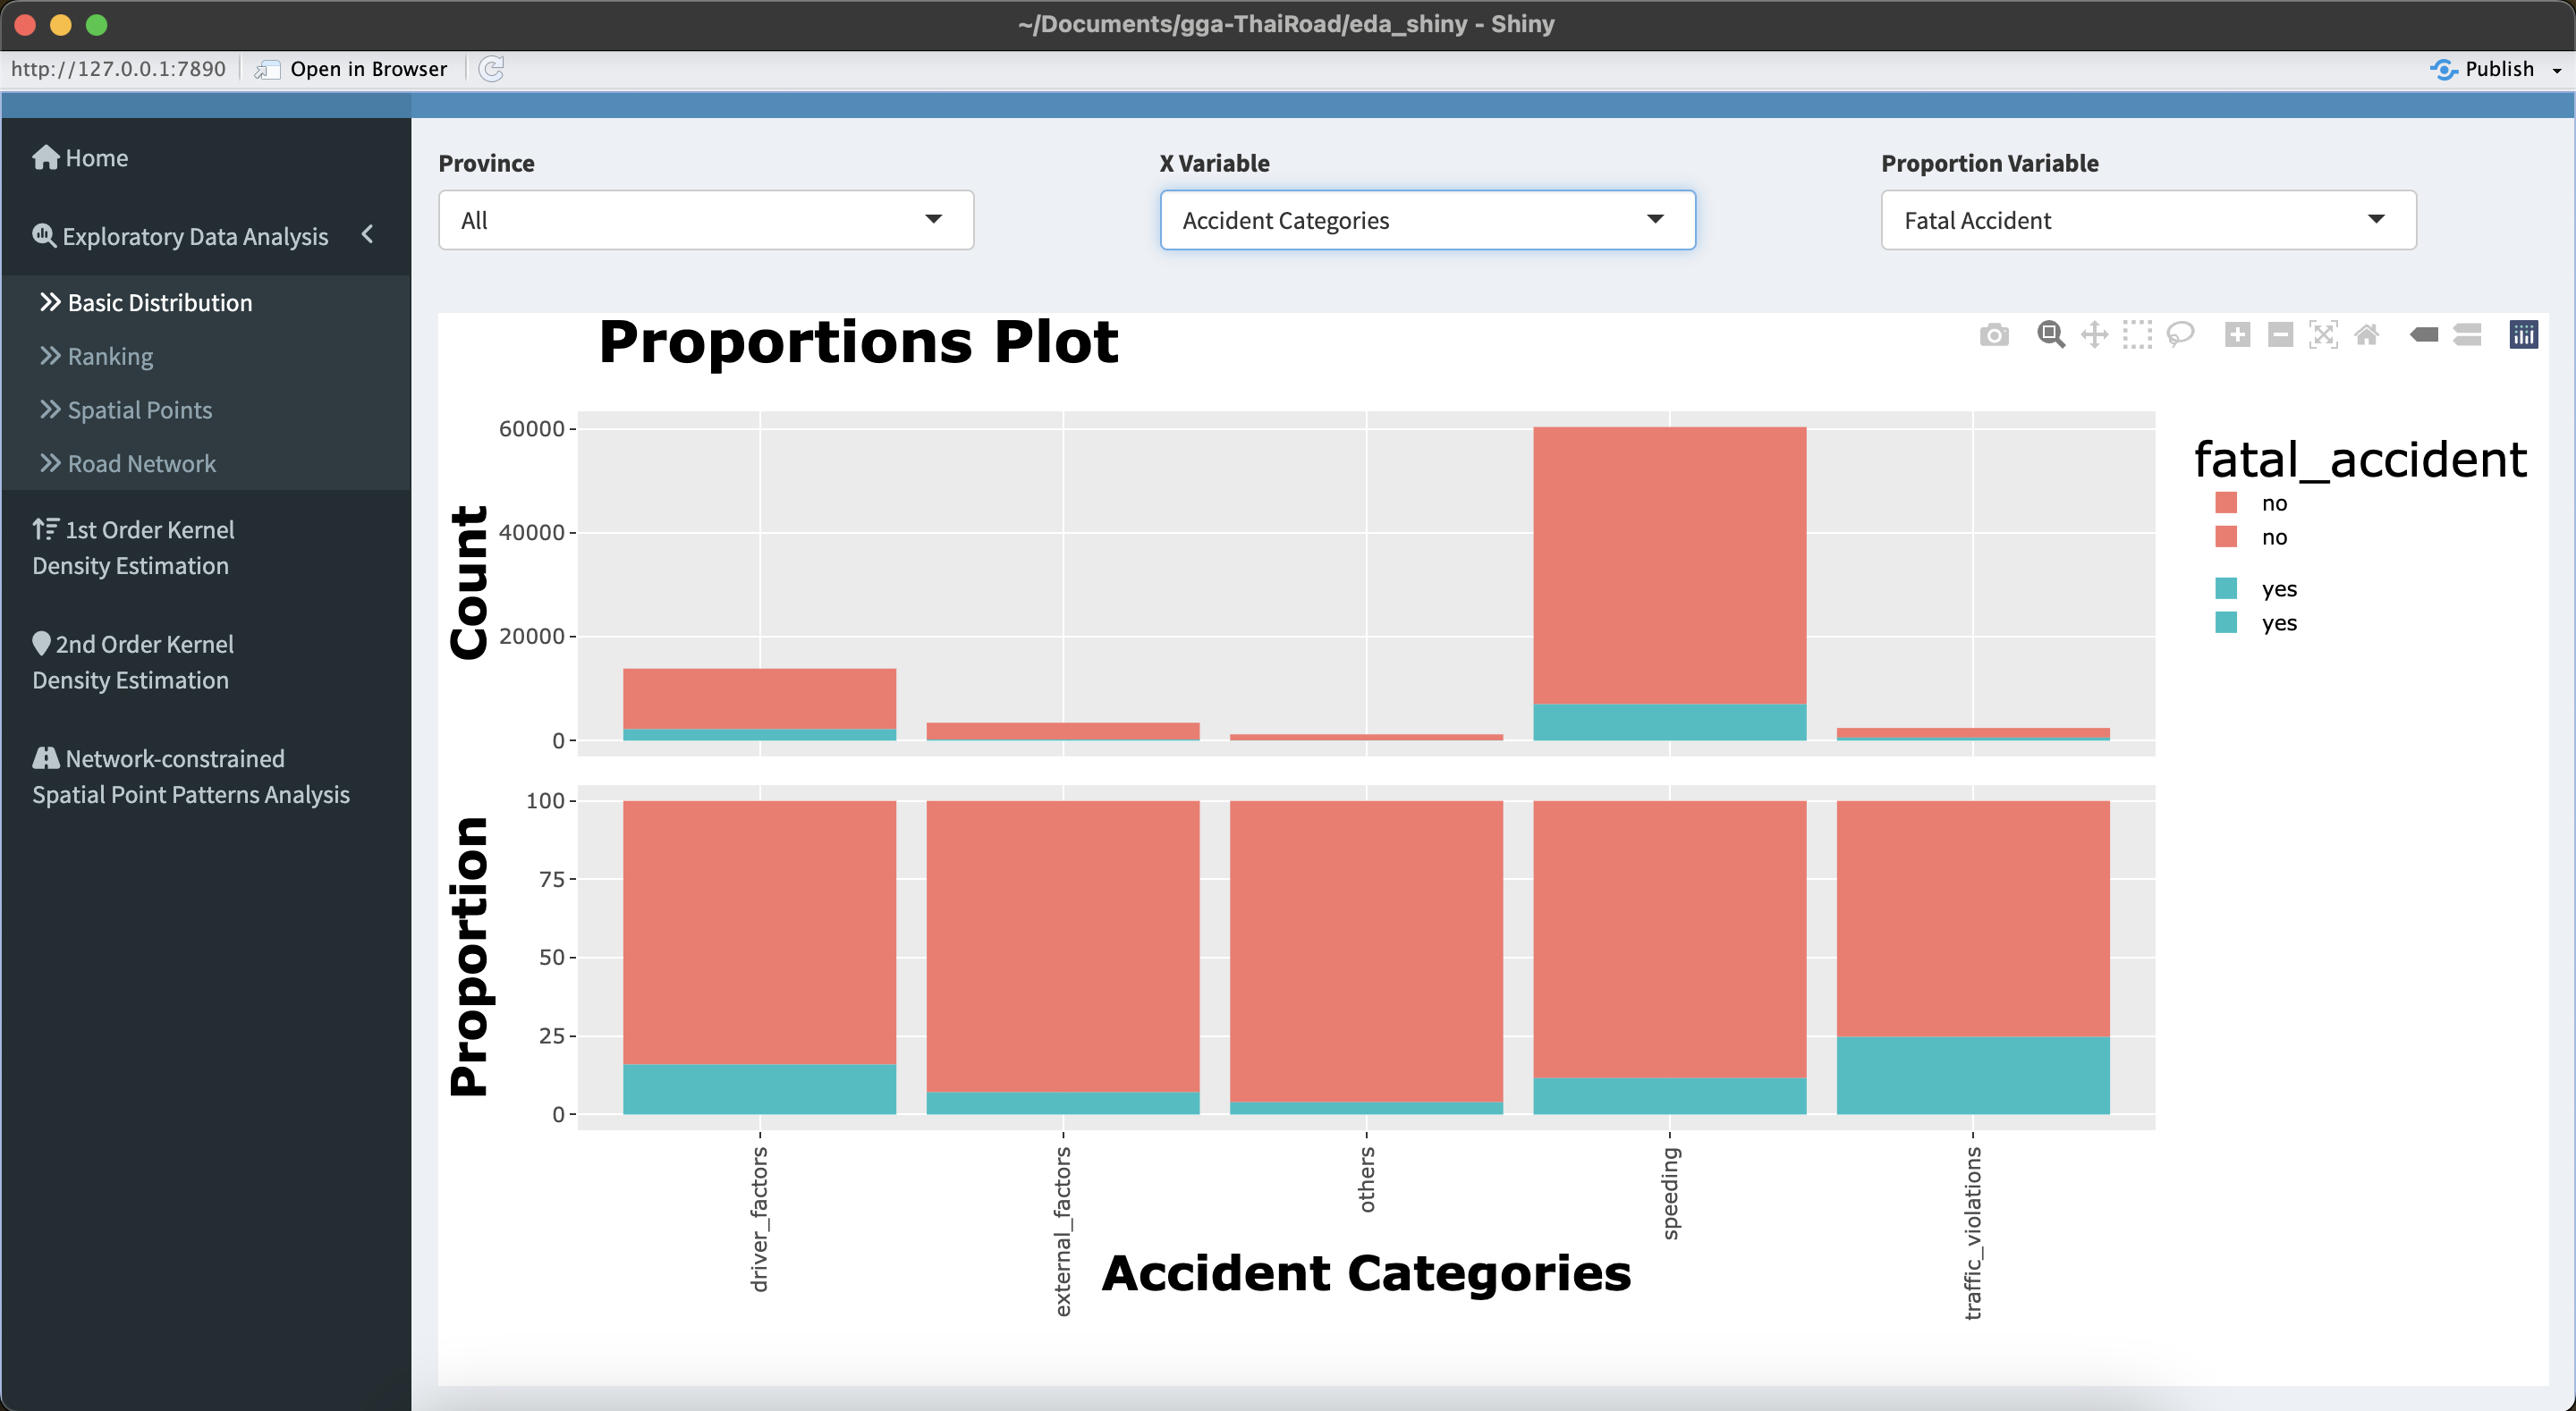 ~/Documents/gga-ThaiRoad/eda_shiny - Shiny
http://127.0.0.1:7890
Open in Browser
Publish
Home
Exploratory Data Analysis
Basic Distribution
Ranking
Spatial Points
Road Network
1st Order Kernel
Density Estimation
2nd Order Kernel
Density Estimation
Network-constrained
Spatial Point Patterns Analysis
Province
All
X Variable
Accident Categories
Proportion Variable
Fatal Accident
Proportions Plot
Count
60000
40000
20000
0
fatal_accident
no
no
yes
yes
Proportion
100
75
50
25
0
driver_factors
external_factors
others
speeding
traffic_violations
Accident Categories